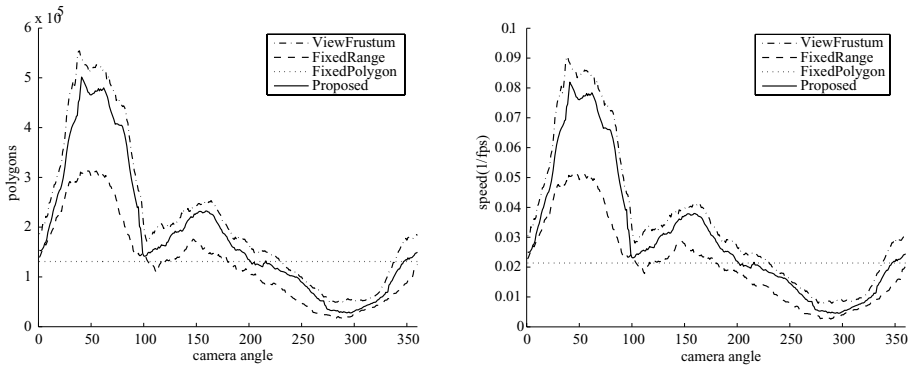 6 x 10^5
5
4
3
2
1
0
polygons
0 50 100 150 200 250 300 350
camera angle
ViewFrustum
FixedRange
FixedPolygon
Proposed
0.1
0.09
0.08
0.07
0.06
0.05
0.04
0.03
0.02
0.01
0
speed(1/fps)
0 50 100 150 200 250 300 350
camera angle
ViewFrustum
FixedRange
FixedPolygon
Proposed